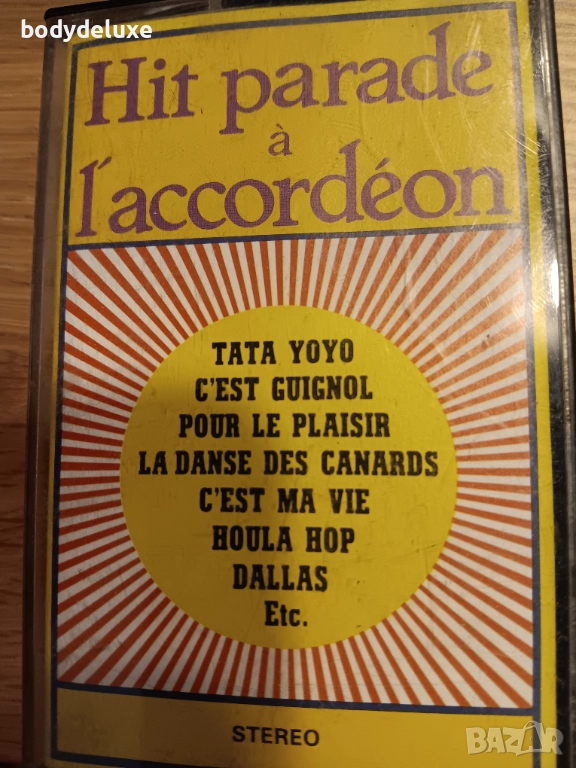 bodydeluxe
Hit parade
à
l'accordéon
TATA YOYO
C'EST GUIGNOL
POUR LE PLAISIR
LA DANSE DES CANARDS
C'EST MA VIE
HOULA HOP
DALLAS
Etc.
STEREO
BAZAR